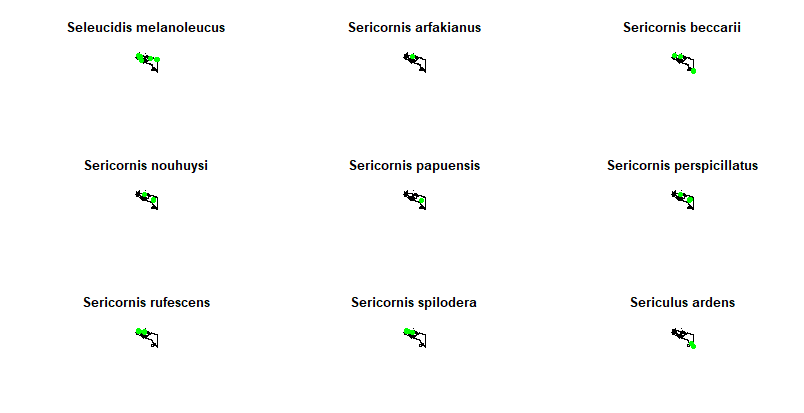 Seleucidis melanoleucus
Sericornis arfakianus
Sericornis beccarii
Sericornis nouhuysi
Sericornis papuensis
Sericornis perspicillatus
Sericornis rufescens
Sericornis spilodera
Sericulus ardens